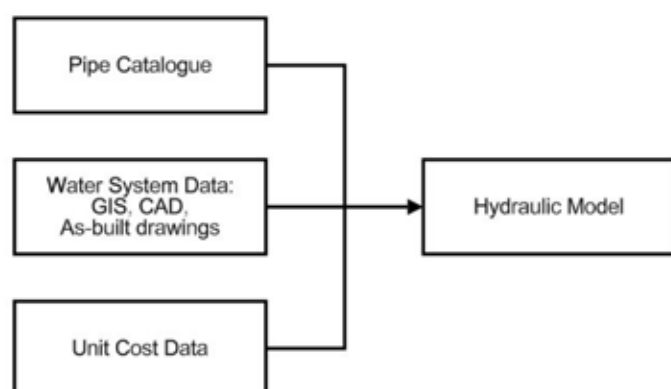 Pipe Catalogue
Water System Data:
GIS, CAD,
As-built drawings
Hydraulic Model
Unit Cost Data